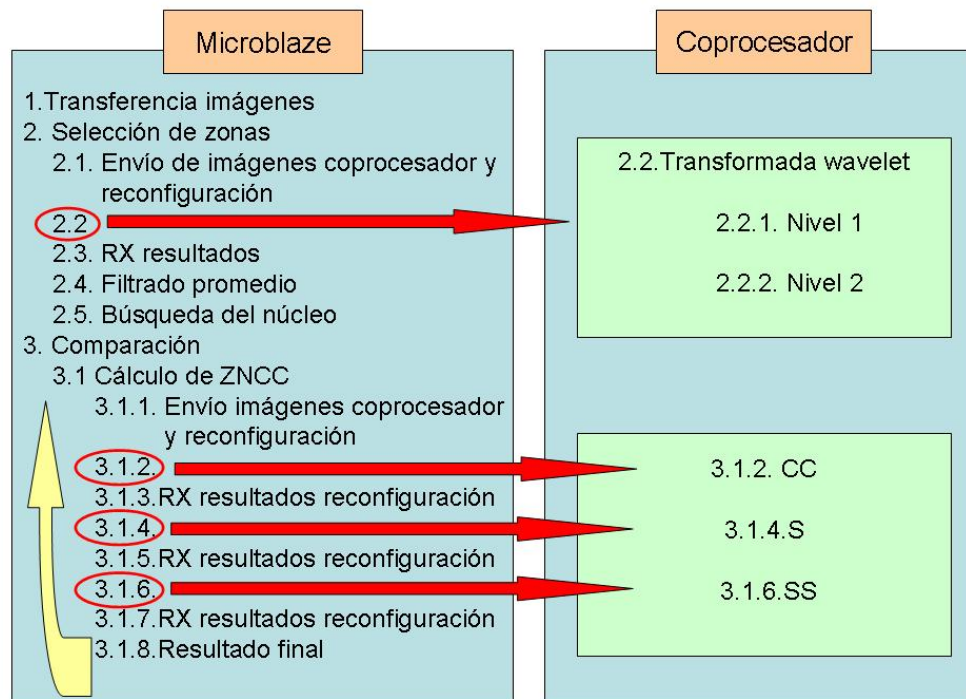 Microblaze
1.Transferencia imágenes
2. Selección de zonas
2.1. Envío de imágenes coprocesador y
reconfiguración
2.2
2.3. RX resultados
2.4. Filtrado promedio
2.5. Búsqueda del núcleo
3. Comparación
3.1 Cálculo de ZNCC
3.1.1. Envío imágenes coprocesador
y reconfiguración
3.1.2.
3.1.3.RX resultados reconfiguración
3.1.4.
3.1.5.RX resultados reconfiguración
3.1.6.
3.1.7.RX resultados reconfiguración
3.1.8.Resultado final
Coprocesador
2.2.Transformada wavelet
2.2.1. Nivel 1
2.2.2. Nivel 2
3.1.2. CC
3.1.4.S
3.1.6.SS